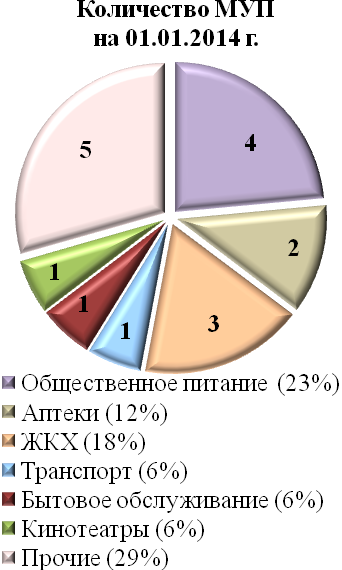 Количество МУП
на 01.01.2014 г.
5
4
2
3
1
1
1
Общественное питание (23%)
Аптеки (12%)
ЖКХ (18%)
Транспорт (6%)
Бытовое обслуживание (6%)
Кинотеатры (6%)
Прочие (29%)